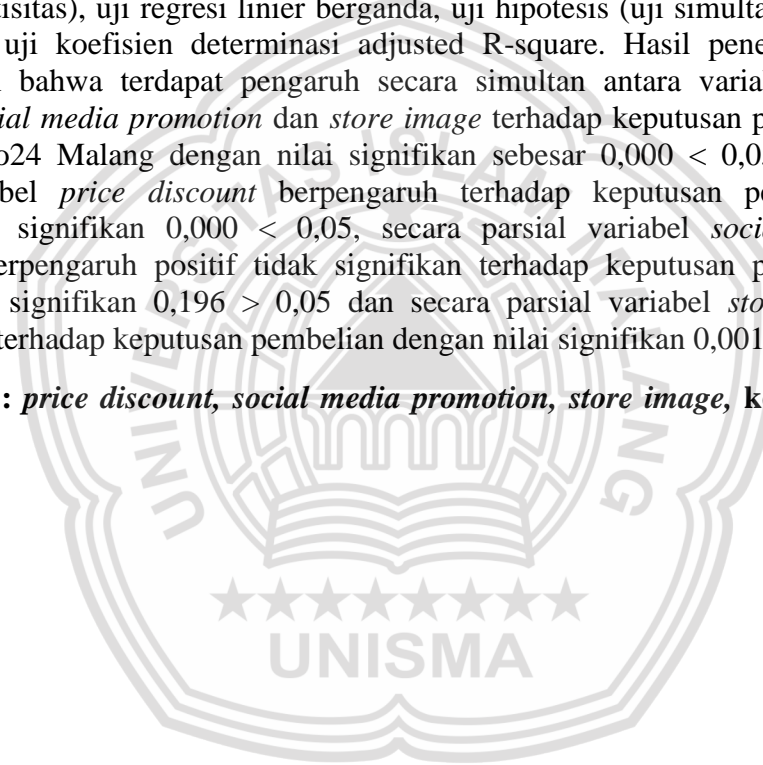 tisitas), uji regresi linier berganda, uji hipotesis (uji simulta
uji koefisien determinasi adjusted R-square. Hasil pene
bahwa terdapat pengaruh secara simultan antara varia
ial media promotion dan store image terhadap keputusan p
o24 Malang dengan nilai signifikan sebesar 0,000 < 0,0
bel price discount berpengaruh terhadap keputusan p
signifikan 0,000 < 0,05, secara parsial variabel soci
erpengaruh positif tidak signifikan terhadap keputusan p
signifikan 0,196 > 0,05 dan secara parsial variabel sto
terhadap keputusan pembelian dengan nilai signifikan 0,001
: price discount, social media promotion, store image, k
UNIVERSITAS ISLAM MALANG
UNISMA